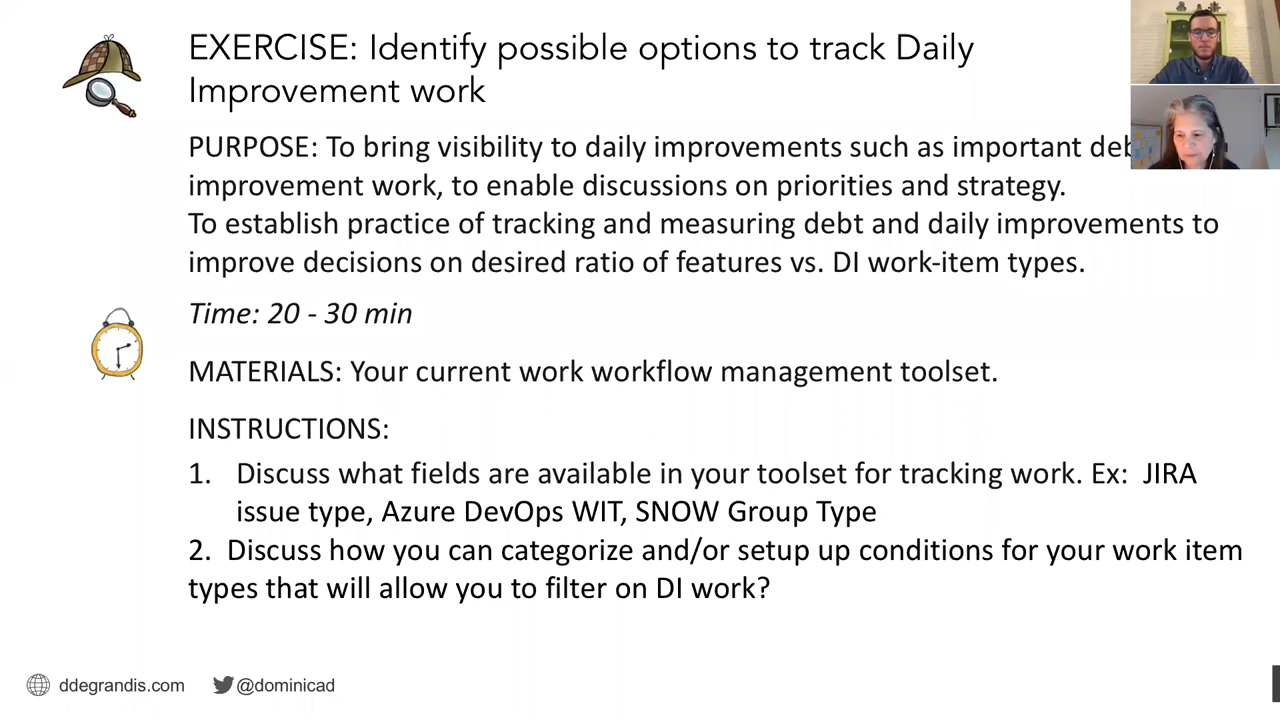 EXERCISE: Identify possible options to track Daily
Improvement work
PURPOSE: To bring visibility to daily improvements such as important
improvement work, to enable discussions on priorities and strategy.
To establish practice of tracking and measuring debt and daily improvements to
improve decisions on desired ratio of features vs. DI work-item types.
Time: 20 - 30 min
MATERIALS: Your current work workflow management toolset.
INSTRUCTIONS:
1. Discuss what fields are available in your toolset for tracking work. Ex: JIRA
issue type, Azure DevOps WIT, SNOW Group Type
2. Discuss how you can categorize and/or setup up conditions for your work item
types that will allow you to filter on DI work?
ddegrandis.com @dominicad